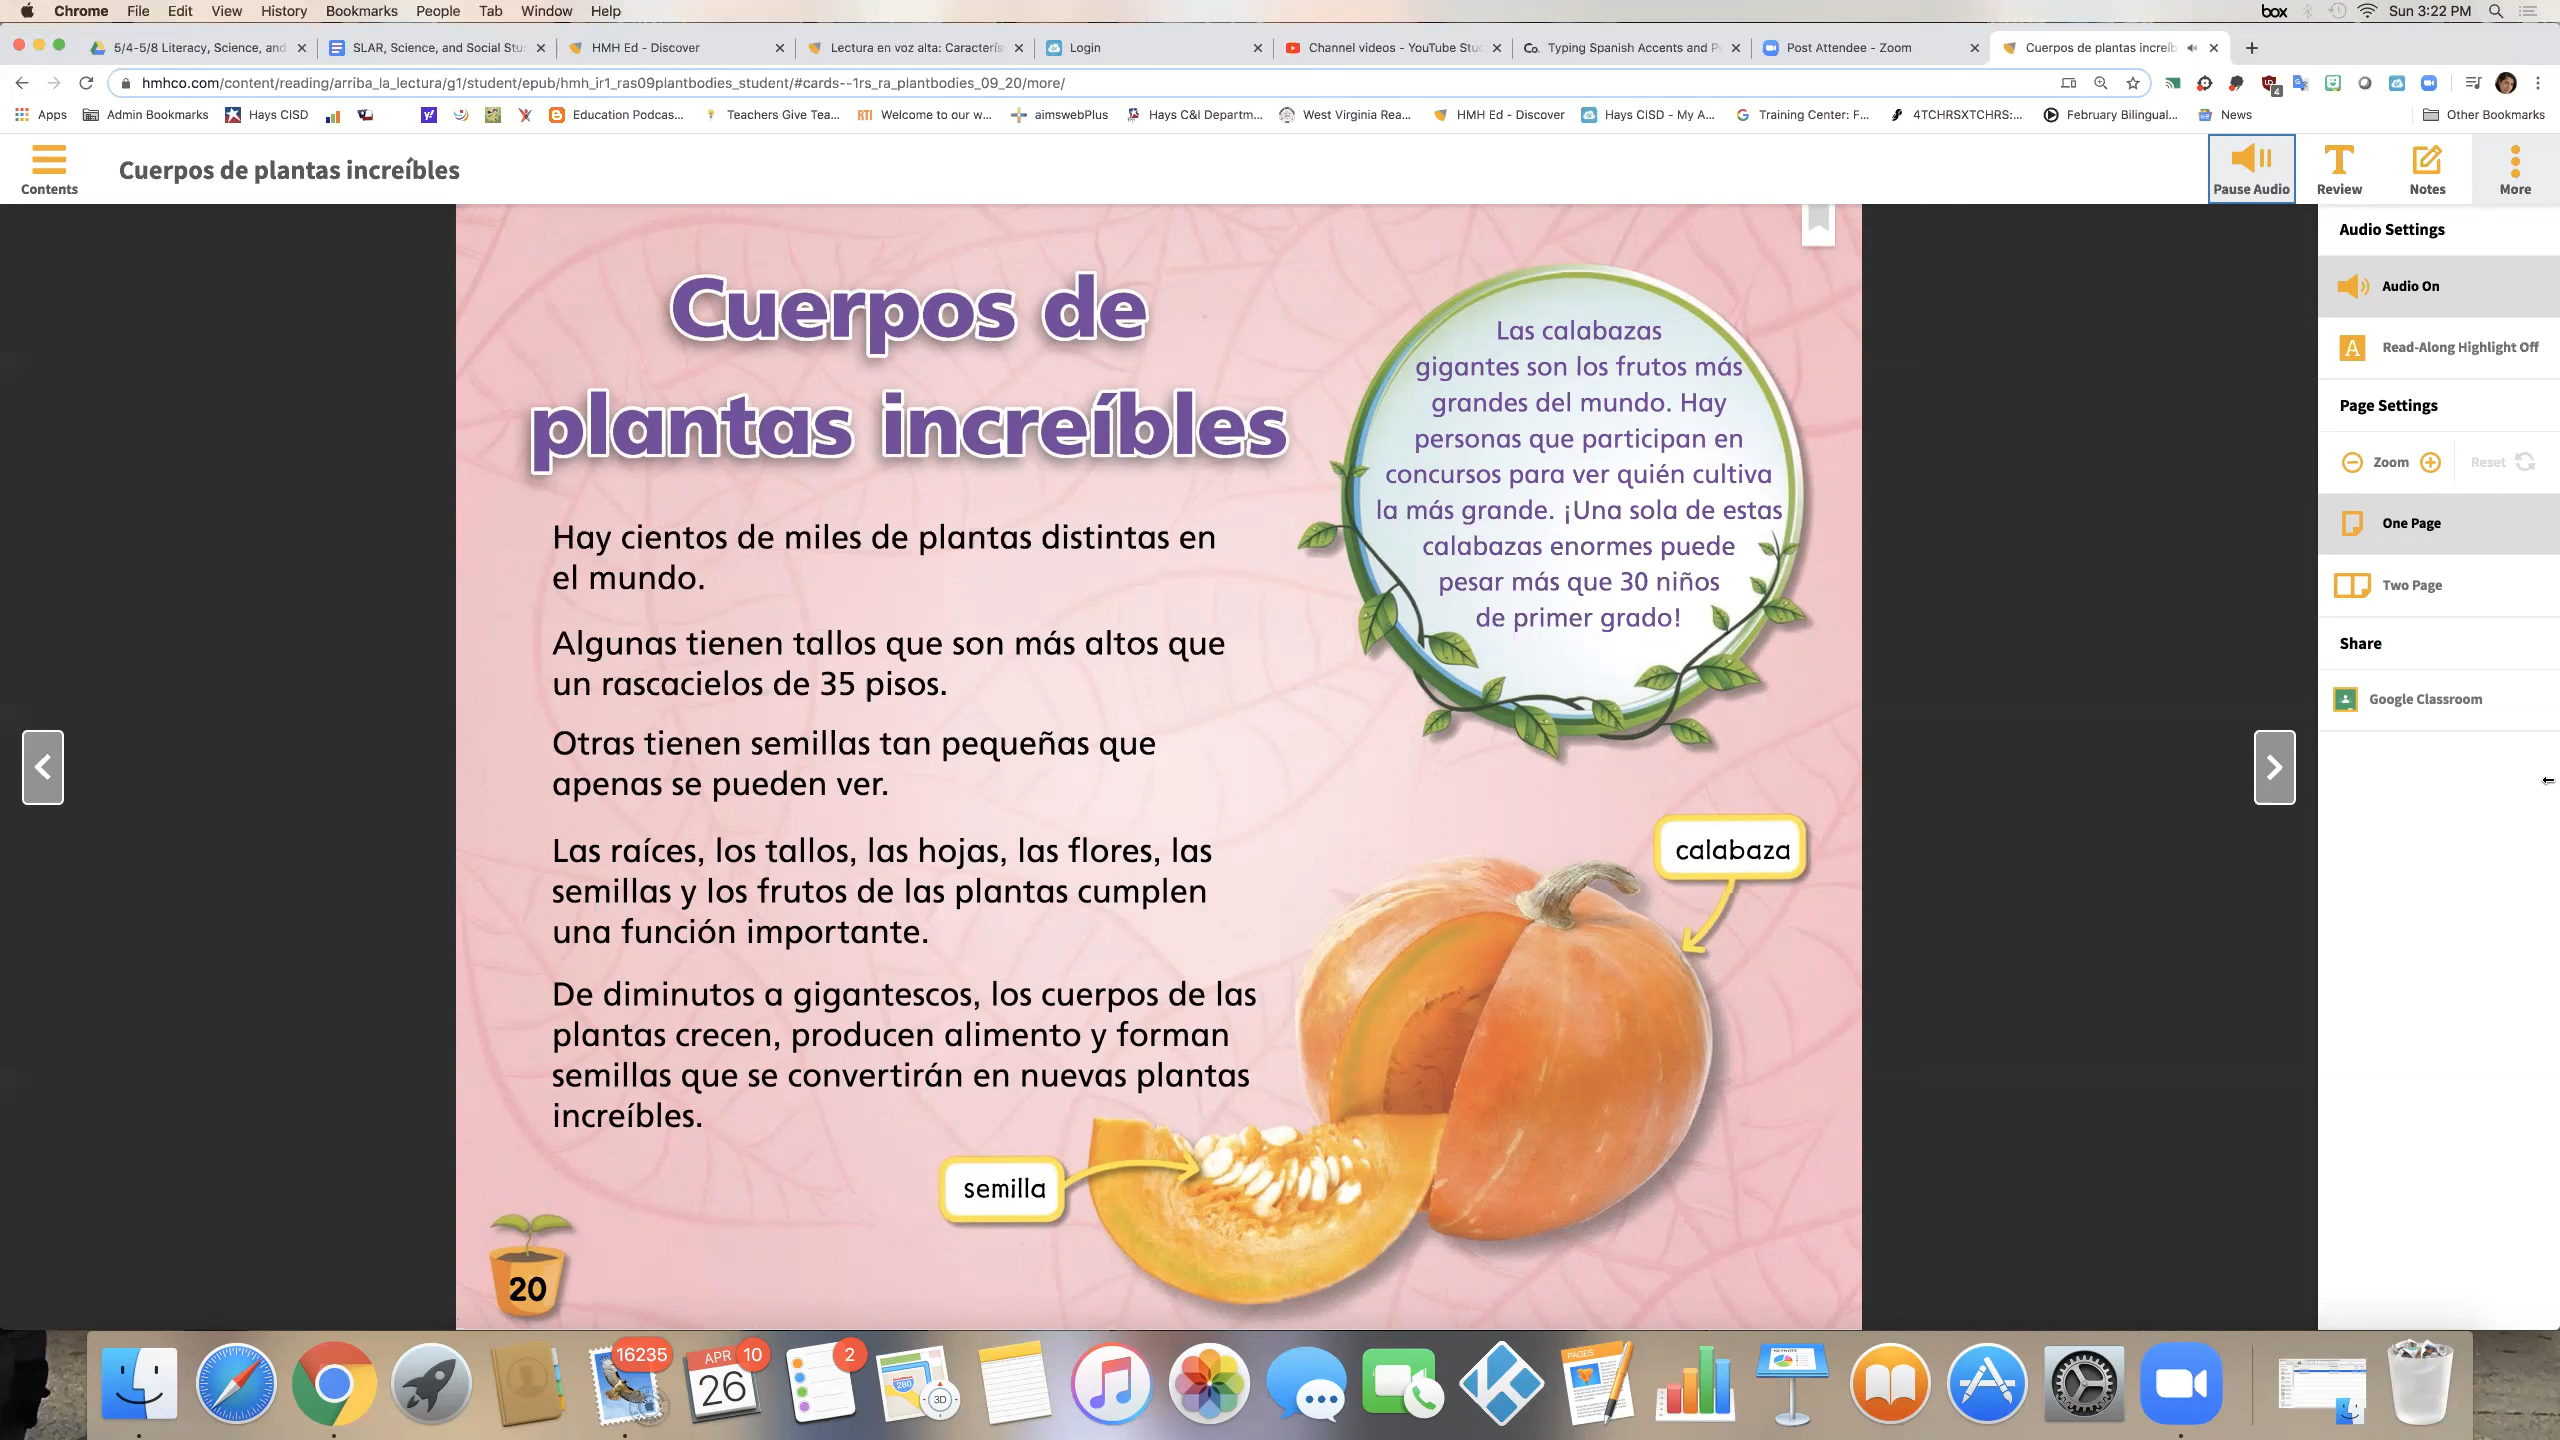 Chrome File Edit View History Bookmarks People Tab Window Help
box Sun 3:22 PM
5/4-5/8 Literacy, Science, and
SLAR, Science, and Social Stu
HMH Ed - Discover
Lectura en voz alta: Caracterís
Login
Channel videos - YouTube Stu
Co. Typing Spanish Accents and P
Post Attendee - Zoom
Cuerpos de plantas increíb
hmhco.com/content/reading/arriba_la_lectura/g1/student/epub/hmh_ir1_ras09plantbodies_student/#cards--1rs_ra_plantbodies_09_20/more/
4
Apps
Admin Bookmarks
Hays CISD
Education Podcas...
Teachers Give Tea...
RTI Welcome to our w...
aimswebPlus
Hays C&I Departm...
West Virginia Rea...
HMH Ed - Discover
Hays CISD - My A...
Training Center: F...
4TCHRSXTCHRS:...
February Bilingual...
News
Other Bookmarks
Contents
Cuerpos de plantas increíbles
Pause Audio
Review
Notes
More
Cuerpos de
plantas increíbles
Hay cientos de miles de plantas distintas en
el mundo.
Algunas tienen tallos que son más altos que
un rascacielos de 35 pisos.
Otras tienen semillas tan pequeñas que
apenas se pueden ver.
Las raíces, los tallos, las hojas, las flores, las
semillas y los frutos de las plantas cumplen
una función importante.
De diminutos a gigantescos, los cuerpos de las
plantas crecen, producen alimento y forman
semillas que se convertirán en nuevas plantas
increíbles.
Las calabazas
gigantes son los frutos más
grandes del mundo. Hay
personas que participan en
concursos para ver quién cultiva
la más grande. ¡Una sola de estas
calabazas enormes puede
pesar más que 30 niños
de primer grado!
calabaza
semilla
20
Audio Settings
Audio On
A Read-Along Highlight Off
Page Settings
Zoom
Reset
One Page
Two Page
Share
Google Classroom
16235
APR 10
26
2
280
3D
PAGES
KEYNOTE